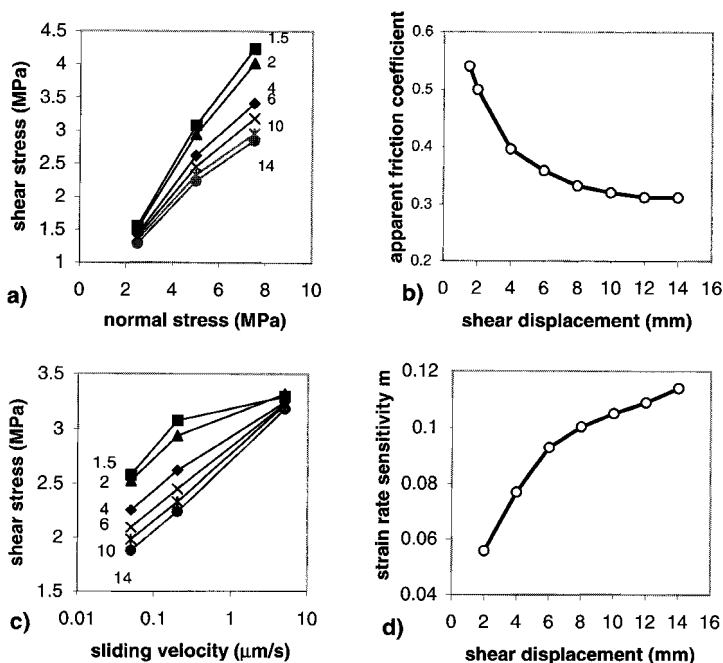 4.5
4
3.5
3
2.5
2
1.5
1
0 2 4 6 8 10
shear stress (MPa)
normal stress (MPa)
1.5
2
4
6
10
14
a)
0.6
0.5
0.4
0.3
0.2
0 2 4 6 8 10 12 14 16
apparent friction coefficient
shear displacement (mm)
b)
3.5
3
2.5
2
1.5
0.01 0.1 1 10
shear stress (MPa)
sliding velocity (μm/s)
1.5
2
4
6
10
14
c)
0.12
0.1
0.08
0.06
0.04
0 2 4 6 8 10 12 14 16
strain rate sensitivity m
shear displacement (mm)
d)